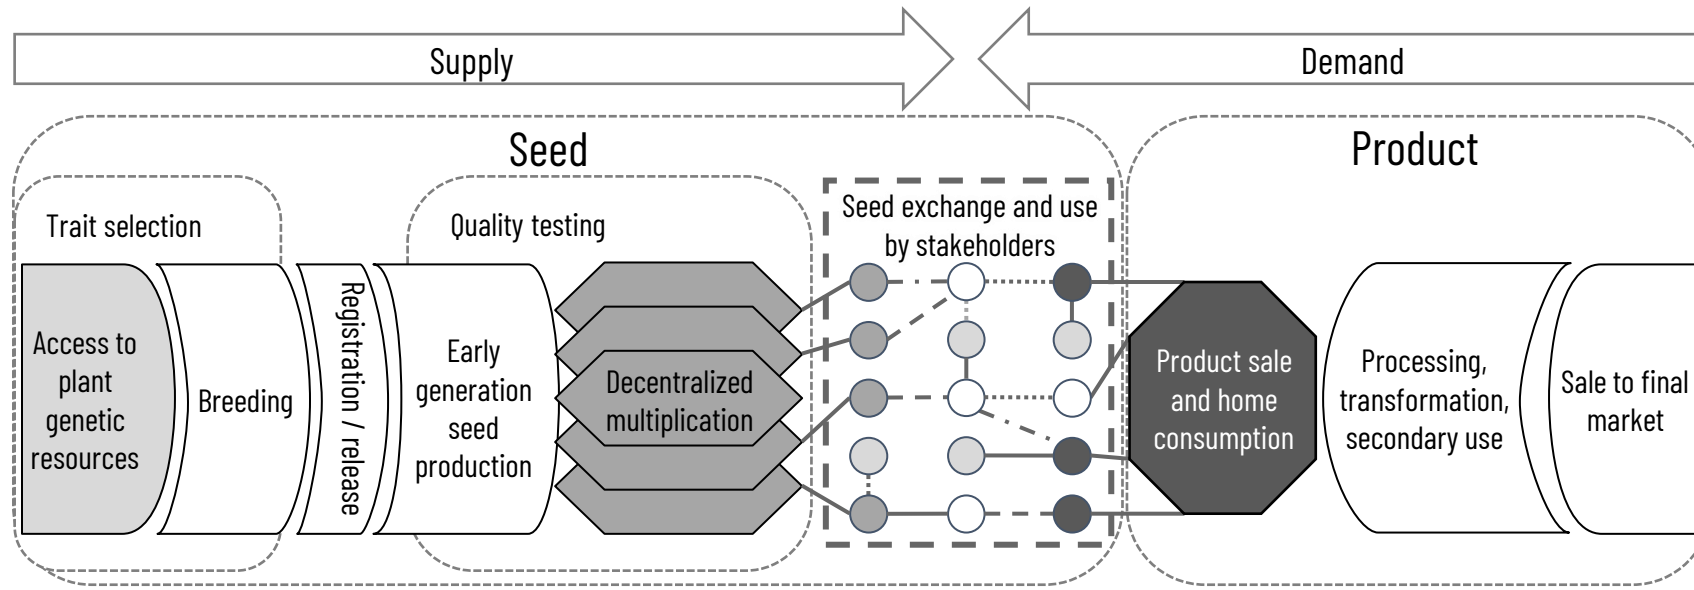 Supply
Demand
Seed
Product
Trait selection
Quality testing
Seed exchange and use
by stakeholders
Access to
plant
genetic
resources
Breeding
Registration / release
Early
generation
seed
production
Decentralized
multiplication
Product sale
and home
consumption
Processing,
transformation,
secondary use
Sale to final
market